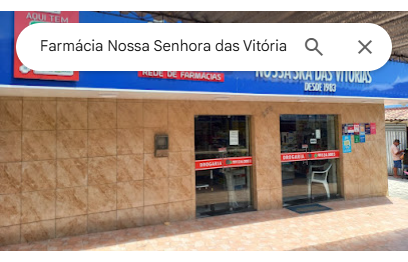 AQUI TEM
Farmácia Nossa Senhora das Vitória
REDE DE FARMÁCIAS
NOSSA SRA DAS VITÓRIAS
DESDE 1983
DROGARIA
DROGARIA